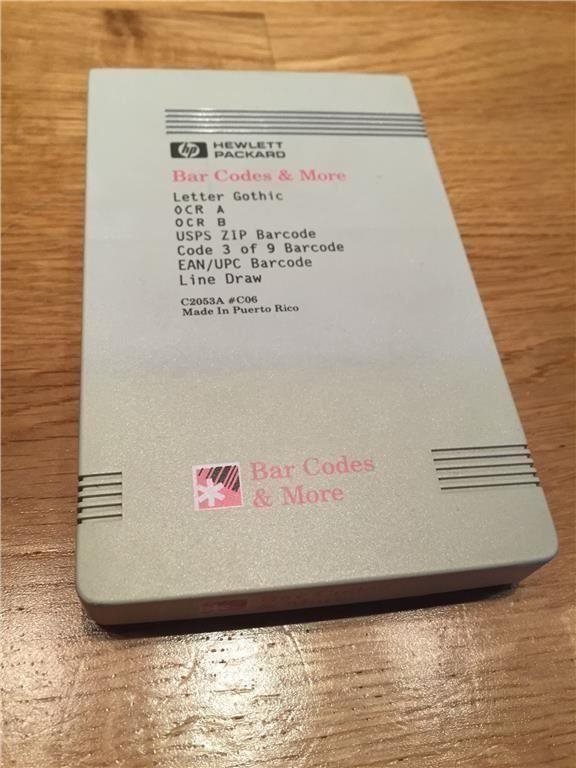 hp HEWLETT
PACKARD
Bar Codes & More
Letter Gothic
OCR A
OCR B
USPS ZIP Barcode
Code 3 of 9 Barcode
EAN/UPC Barcode
Line Draw
C2053A #C06
Made In Puerto Rico
Bar Codes
& More